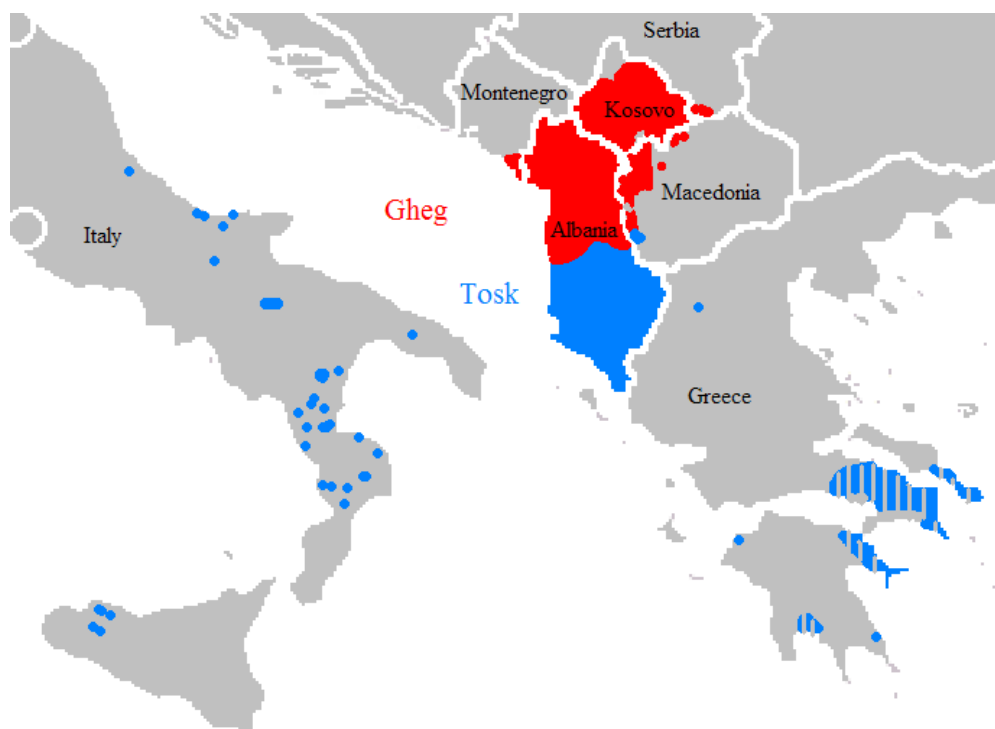 Serbia
Montenegro
Kosovo
Macedonia
Gheg
Albania
Italy
Tosk
Greece